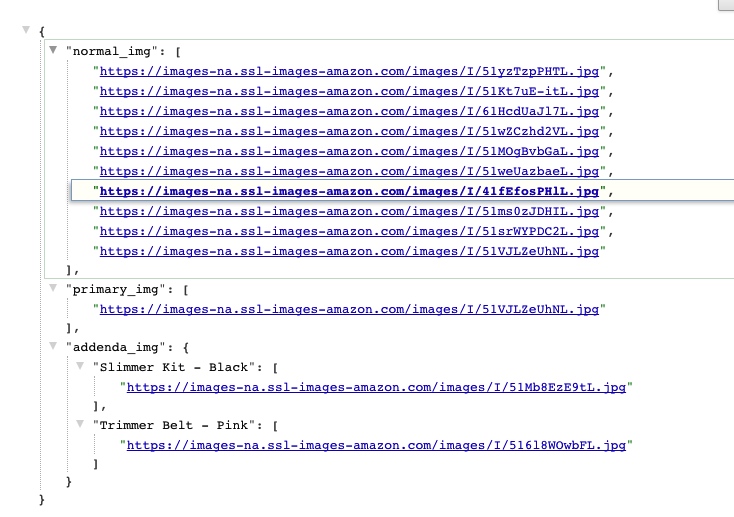 {
"normal_img": [
"https://images-na.ssl-images-amazon.com/images/I/51yzTzpPHTL.jpg",
"https://images-na.ssl-images-amazon.com/images/I/51Kt7uE-itL.jpg",
"https://images-na.ssl-images-amazon.com/images/I/61HcdUaJl7L.jpg",
"https://images-na.ssl-images-amazon.com/images/I/51wZCzhd2VL.jpg",
"https://images-na.ssl-images-amazon.com/images/I/51MOgBvbGaL.jpg",
"https://images-na.ssl-images-amazon.com/images/I/51weUazbaeL.jpg",
"https://images-na.ssl-images-amazon.com/images/I/41fEfosPHlL.jpg",
"https://images-na.ssl-images-amazon.com/images/I/51ms0zJDHIL.jpg",
"https://images-na.ssl-images-amazon.com/images/I/51srWYPDC2L.jpg",
"https://images-na.ssl-images-amazon.com/images/I/51VJLZeUhNL.jpg"
],
"primary_img": [
"https://images-na.ssl-images-amazon.com/images/I/51VJLZeUhNL.jpg"
],
"addenda_img": {
"Slimmer Kit - Black": [
"https://images-na.ssl-images-amazon.com/images/I/51Mb8EzE9tL.jpg"
],
"Trimmer Belt - Pink": [
"https://images-na.ssl-images-amazon.com/images/I/516l8WOwbFL.jpg"
]
}
}